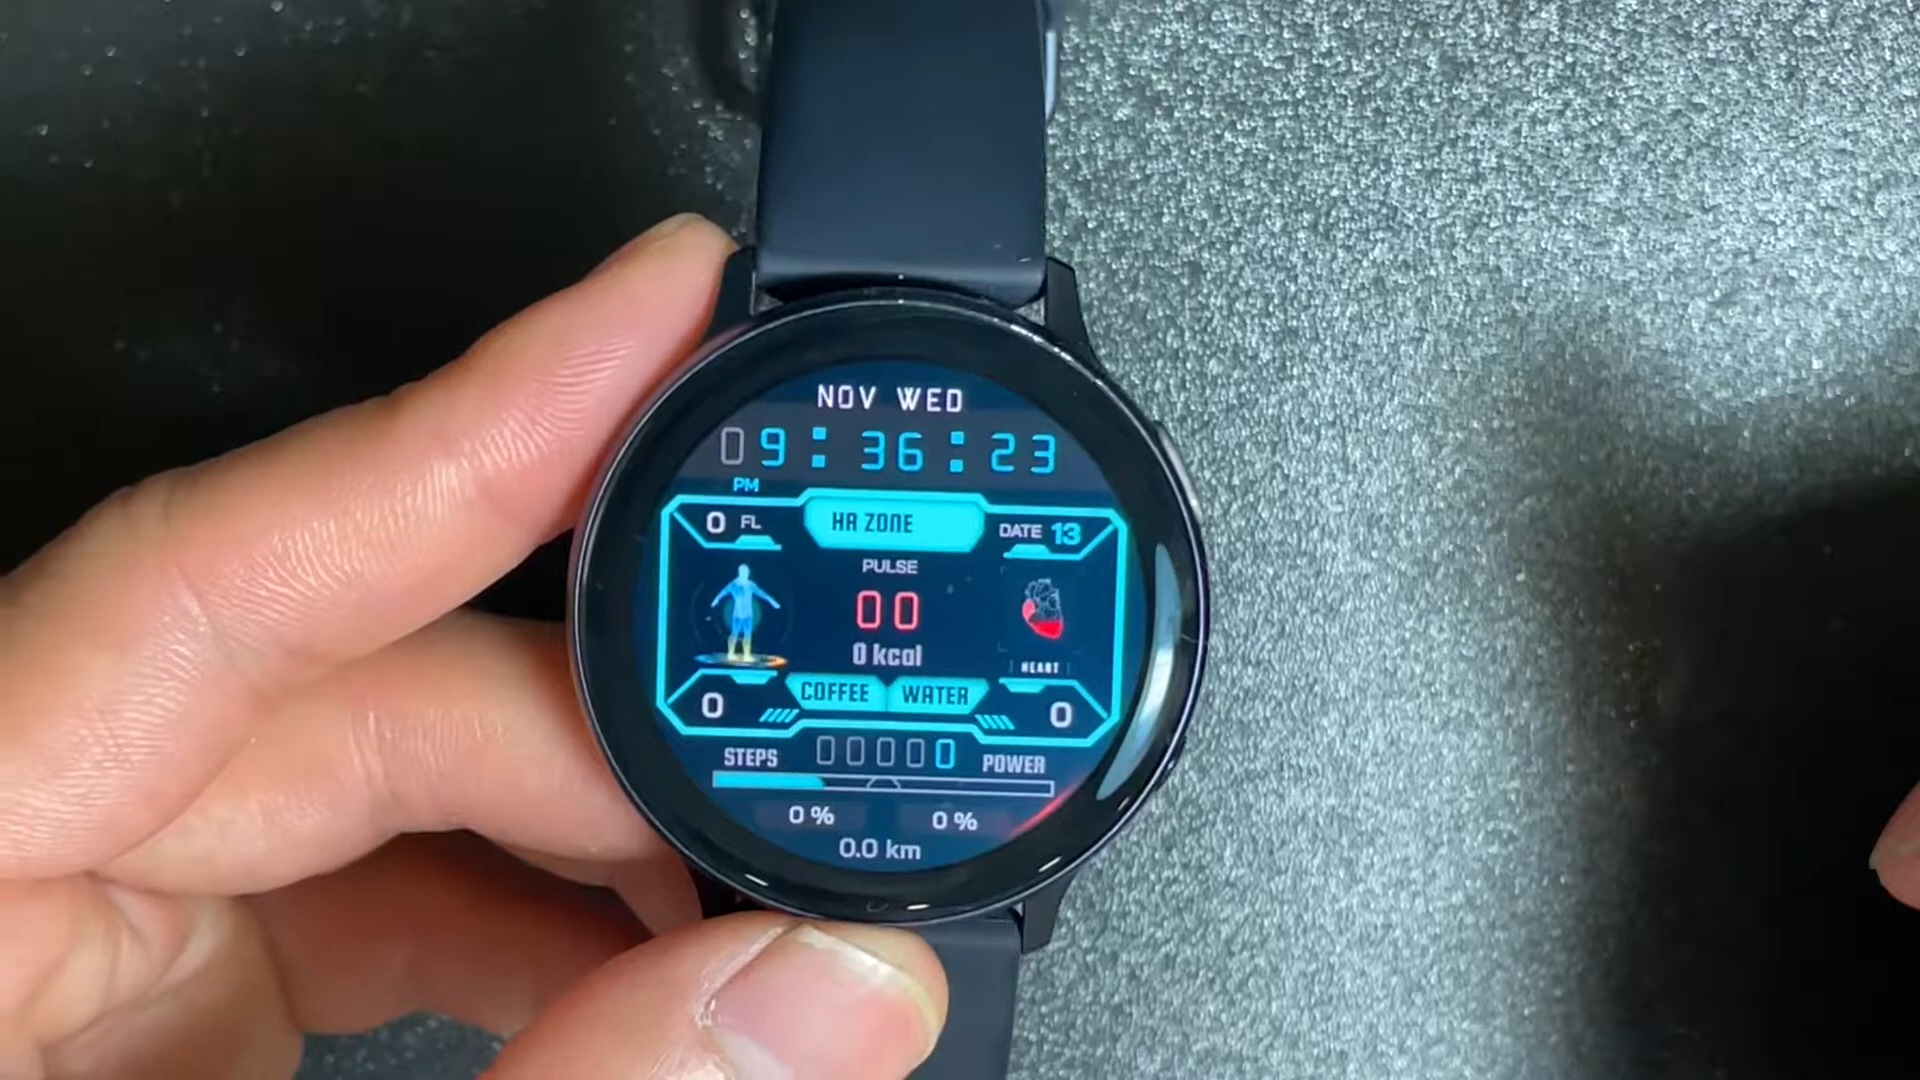 NOV WED
09:36:23
PM
0 FL
HR ZONE
DATE 13
PULSE
00
0 kcal
HEART
COFFEE
WATER
0
0
STEPS
00000
POWER
0 %
0 %
0.0 km